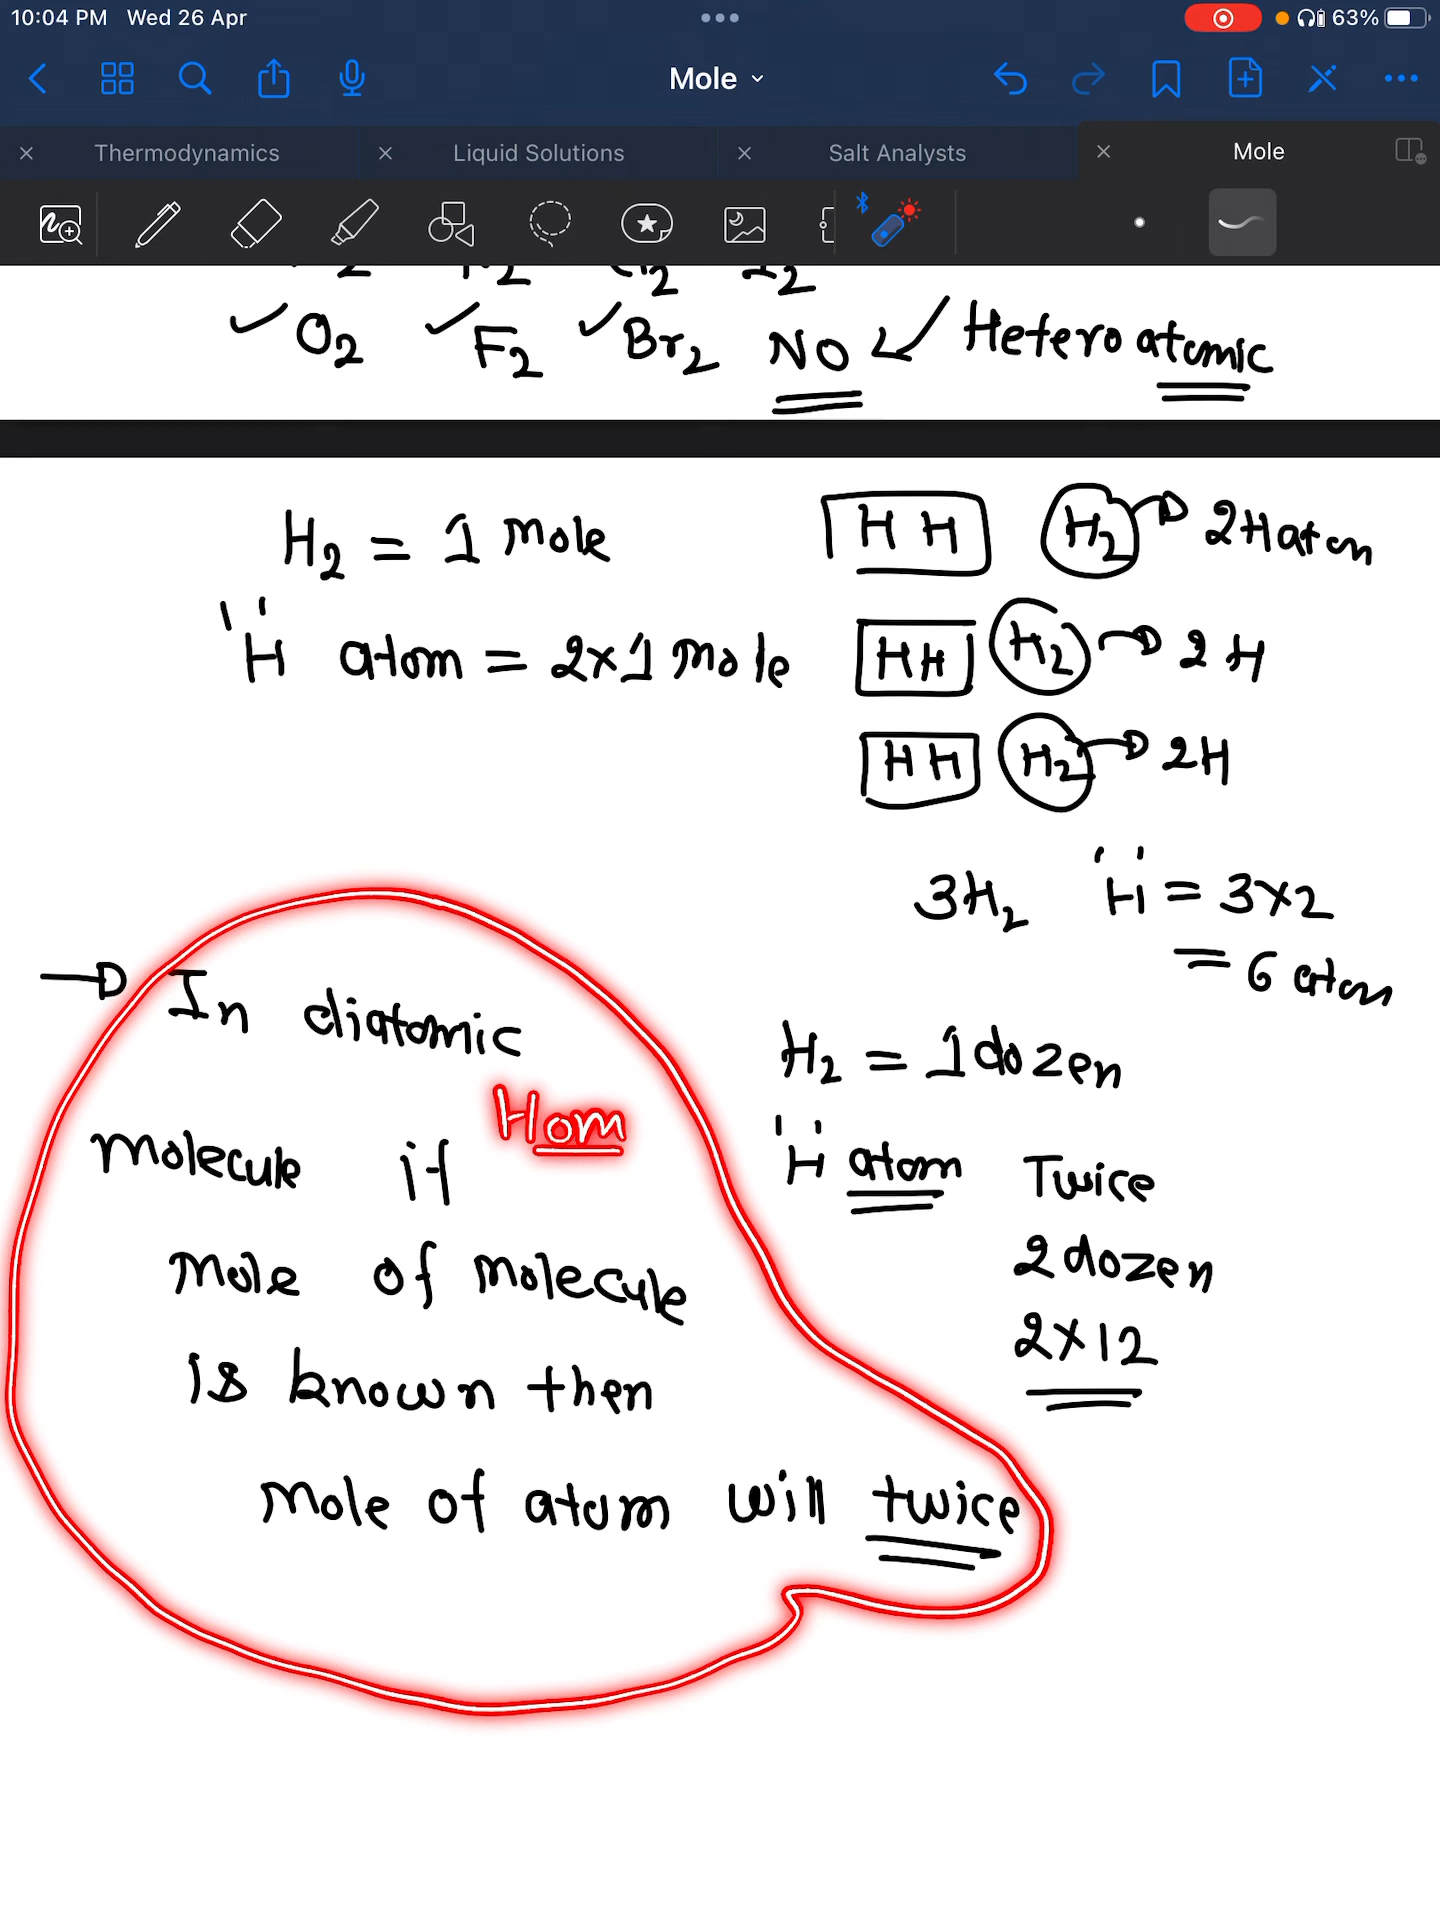 10:04 PM Wed 26 Apr
63%
Mole
Thermodynamics
Liquid Solutions
Salt Analysts
Mole
O2 F2 Br2 NO Hetero atomic
H2 = 1 mole
H H H2 2H atom
"H atom = 2x1 mole
HH H2 2H
HH H2 2H
3H2 "H = 3x2
= 6 atom
In diatomic
Hom
molecule if
mole of molecule
is known then
mole of atom will twice
H2 = 1 dozen
"H atom Twice
2 dozen
2x12